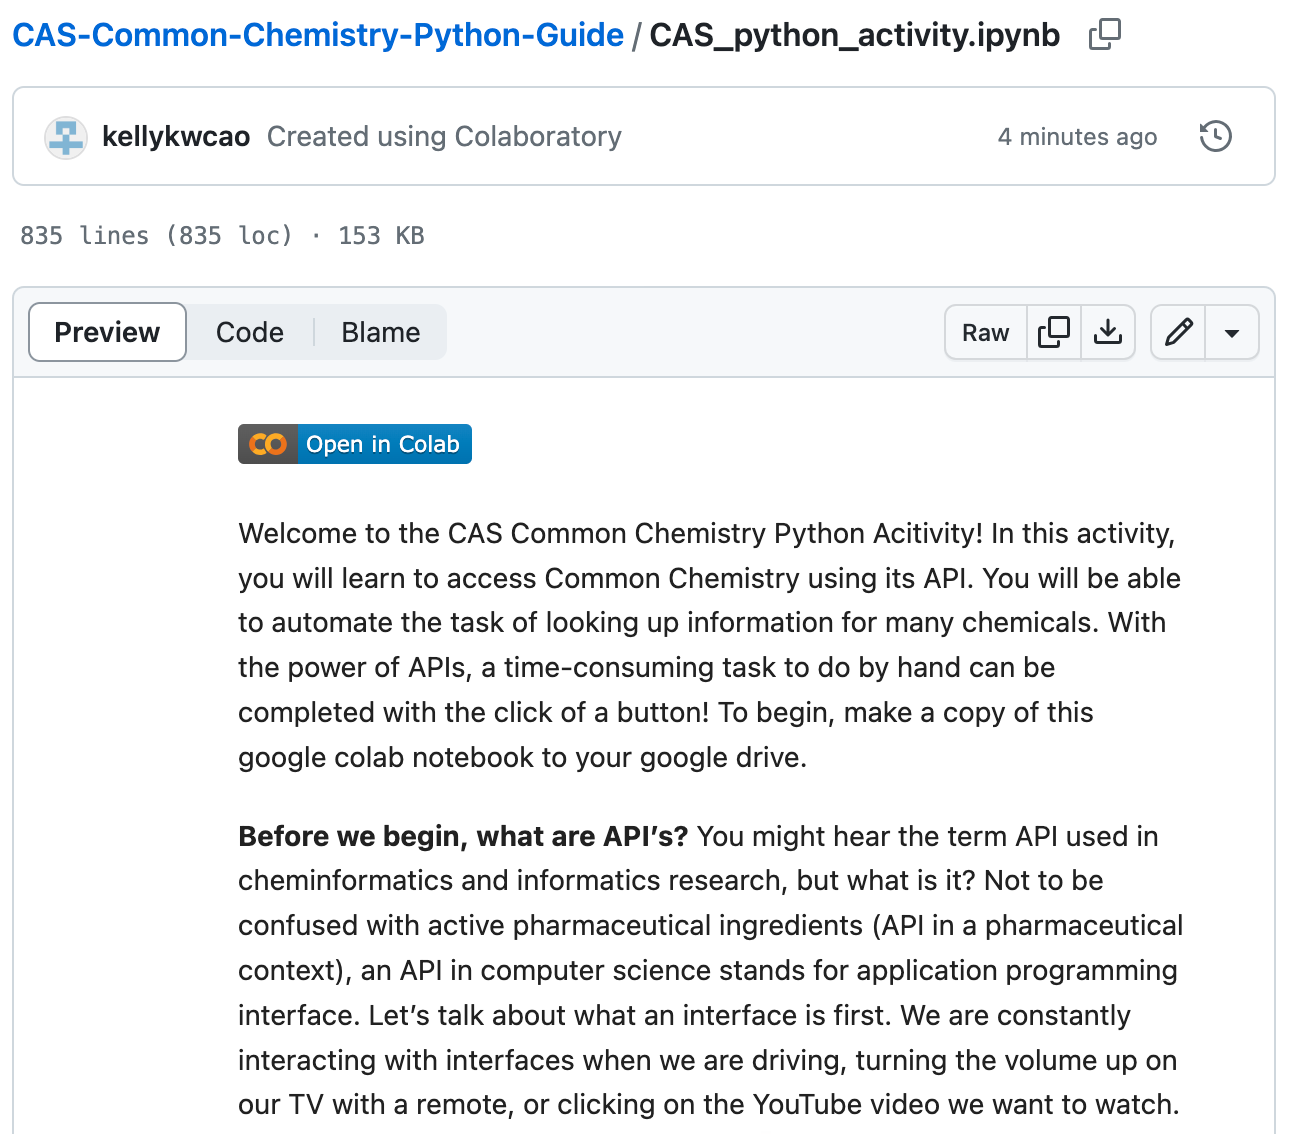 CAS-Common-Chemistry-Python-Guide / CAS_python_activity.ipynb
kellykwcao Created using Colaboratory 4 minutes ago
835 lines (835 loc) · 153 KB
Preview Code Blame Raw
CO Open in Colab
Welcome to the CAS Common Chemistry Python Acitivity! In this activity,
you will learn to access Common Chemistry using its API. You will be able
to automate the task of looking up information for many chemicals. With
the power of APIs, a time-consuming task to do by hand can be
completed with the click of a button! To begin, make a copy of this
google colab notebook to your google drive.
Before we begin, what are API’s? You might hear the term API used in
cheminformatics and informatics research, but what is it? Not to be
confused with active pharmaceutical ingredients (API in a pharmaceutical
context), an API in computer science stands for application programming
interface. Let’s talk about what an interface is first. We are constantly
interacting with interfaces when we are driving, turning the volume up on
our TV with a remote, or clicking on the YouTube video we want to watch.